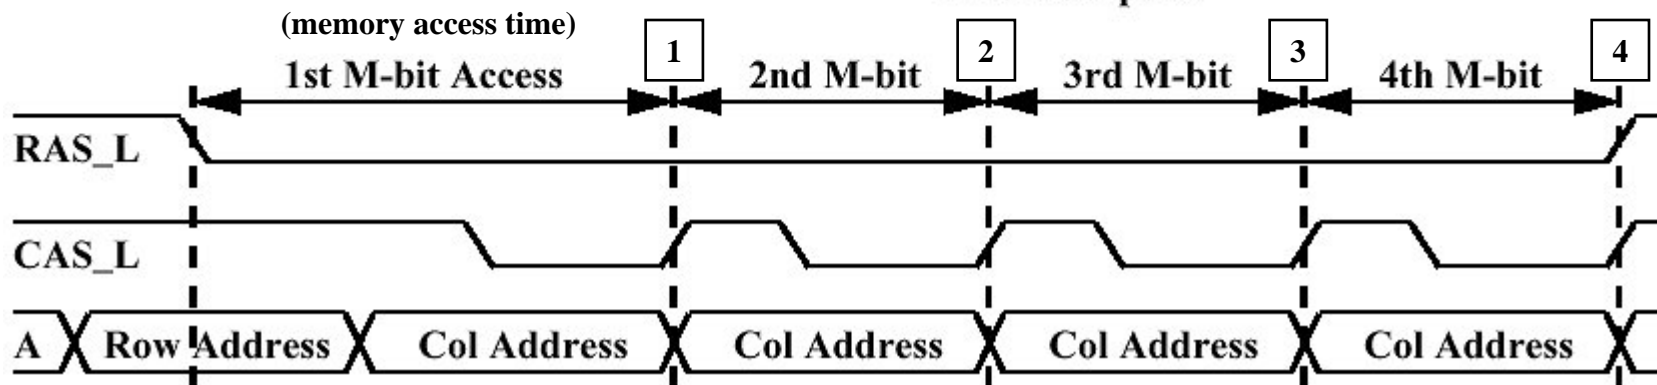 (memory access time)
1 2 3 4
1st M-bit Access 2nd M-bit 3rd M-bit 4th M-bit
RAS_L
CAS_L
A Row Address Col Address Col Address Col Address Col Address